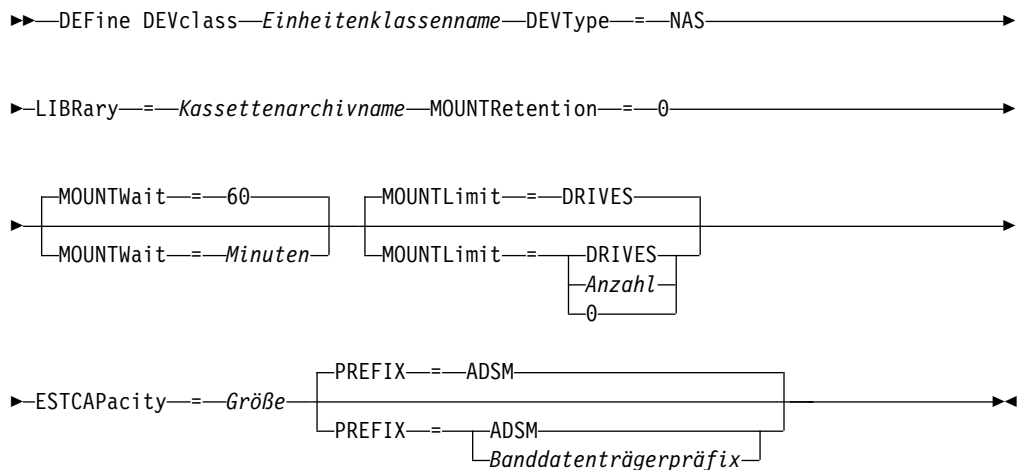 DEFine DEVclass Einheitenklassenname DEVType = NAS
LIBRary = Kassettenarchivname MOUNTRetention = 0
MOUNTWait = 60 MOUNTLimit = DRIVES
MOUNTWait = Minuten MOUNTLimit = DRIVES
Anzahl
0
PREFIX = ADSM
ESTCAPacity = Größe
PREFIX = ADSM
Banddatenträgerpräfix